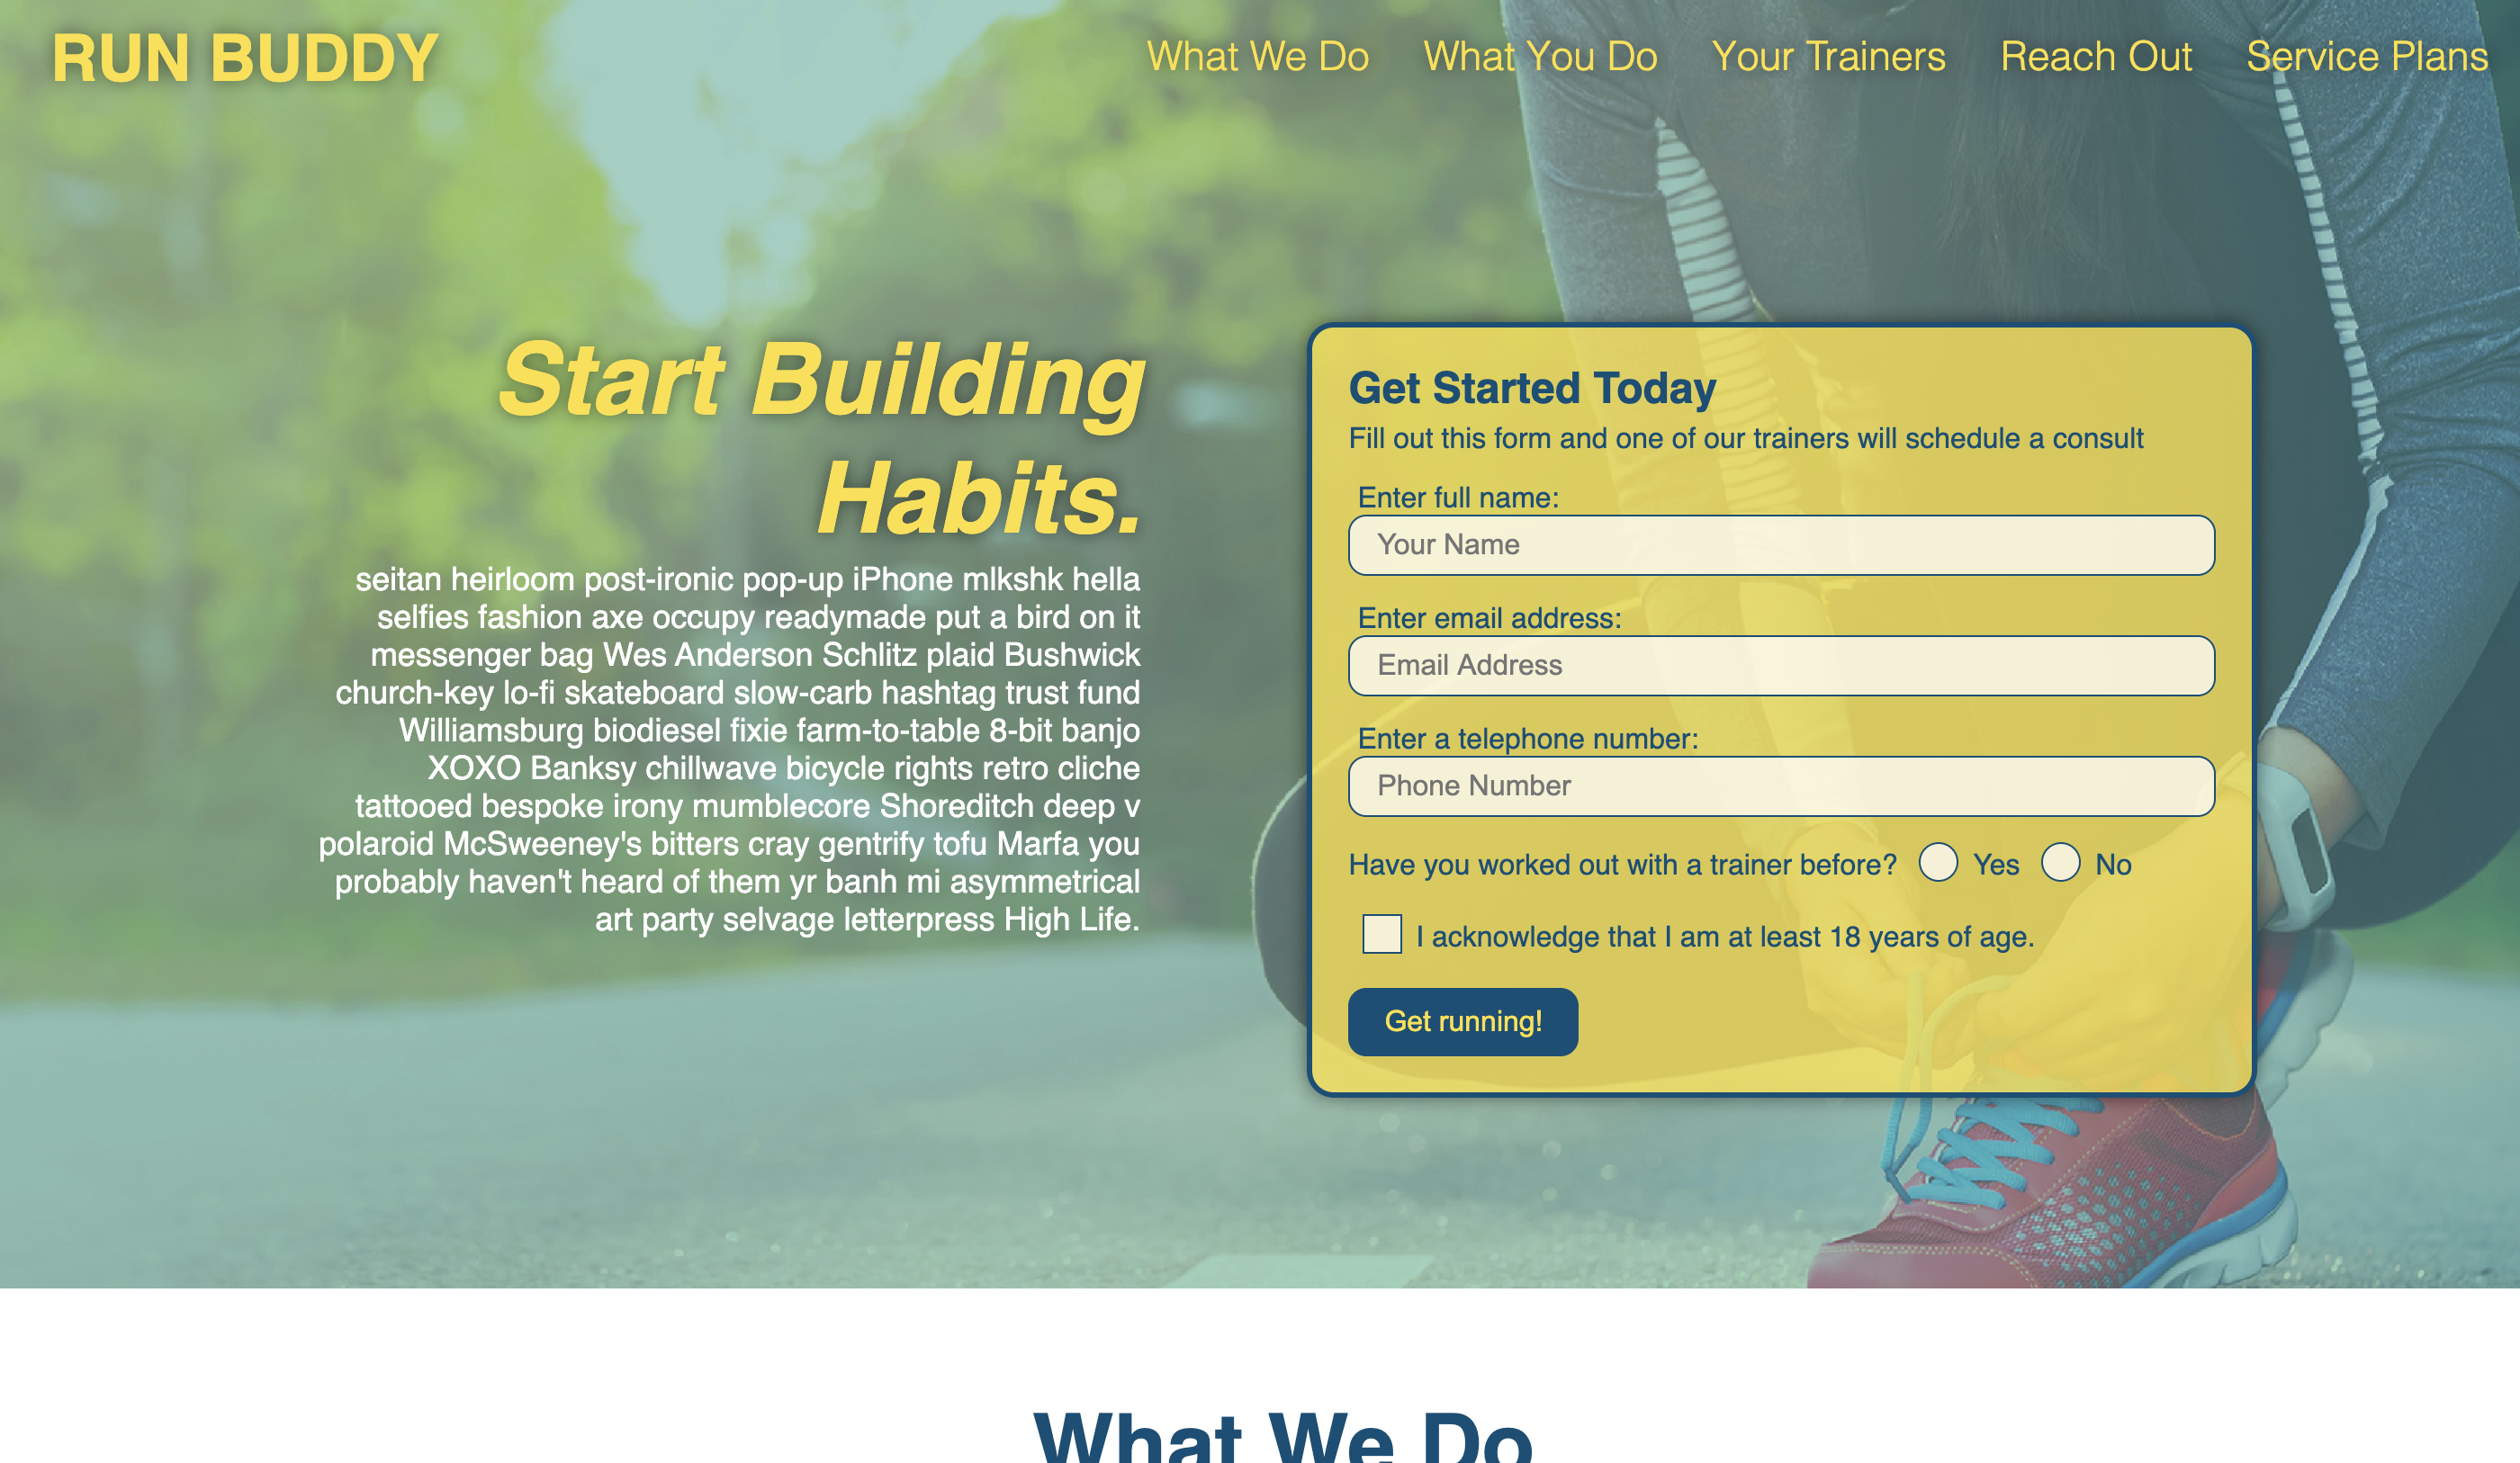 RUN BUDDY
What We Do
What You Do
Your Trainers
Reach Out
Service Plans
Start Building
Habits.
seitan heirloom post-ironic pop-up iPhone mlkshk hella
selfies fashion axe occupy readymade put a bird on it
messenger bag Wes Anderson Schlitz plaid Bushwick
church-key lo-fi skateboard slow-carb hashtag trust fund
Williamsburg biodiesel fixie farm-to-table 8-bit banjo
XOXO Banksy chillwave bicycle rights retro cliche
tattooed bespoke irony mumblecore Shoreditch deep v
polaroid McSweeney's bitters cray gentrify tofu Marfa you
probably haven't heard of them yr banh mi asymmetrical
art party selvage letterpress High Life.
Get Started Today
Fill out this form and one of our trainers will schedule a consult
Enter full name:
Your Name
Enter email address:
Email Address
Enter a telephone number:
Phone Number
Have you worked out with a trainer before? Yes No
I acknowledge that I am at least 18 years of age.
Get running!
What We Do